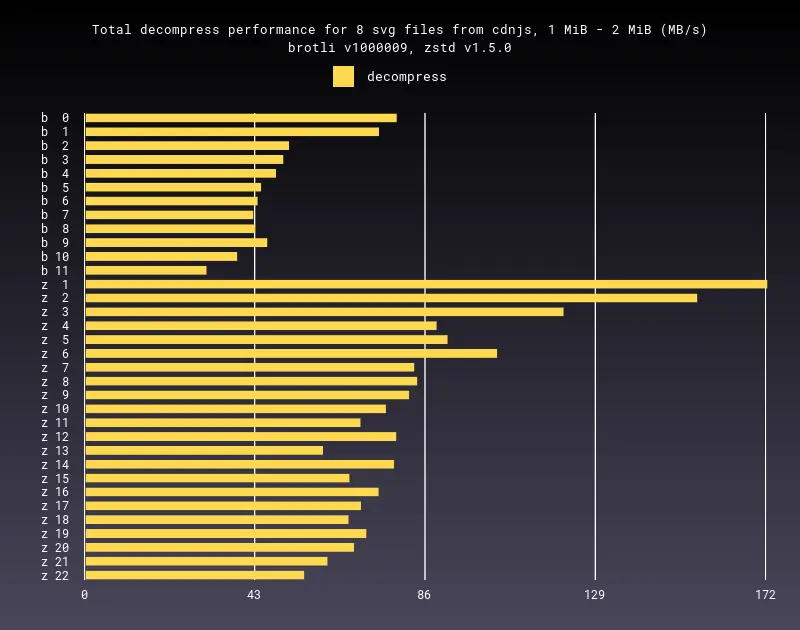 Total decompress performance for 8 svg files from cdnjs, 1 MiB - 2 MiB (MB/s)
brotli v1000009, zstd v1.5.0
decompress
b 0
b 1
b 2
b 3
b 4
b 5
b 6
b 7
b 8
b 9
b 10
b 11
z 1
z 2
z 3
z 4
z 5
z 6
z 7
z 8
z 9
z 10
z 11
z 12
z 13
z 14
z 15
z 16
z 17
z 18
z 19
z 20
z 21
z 22
0 43 86 129 172